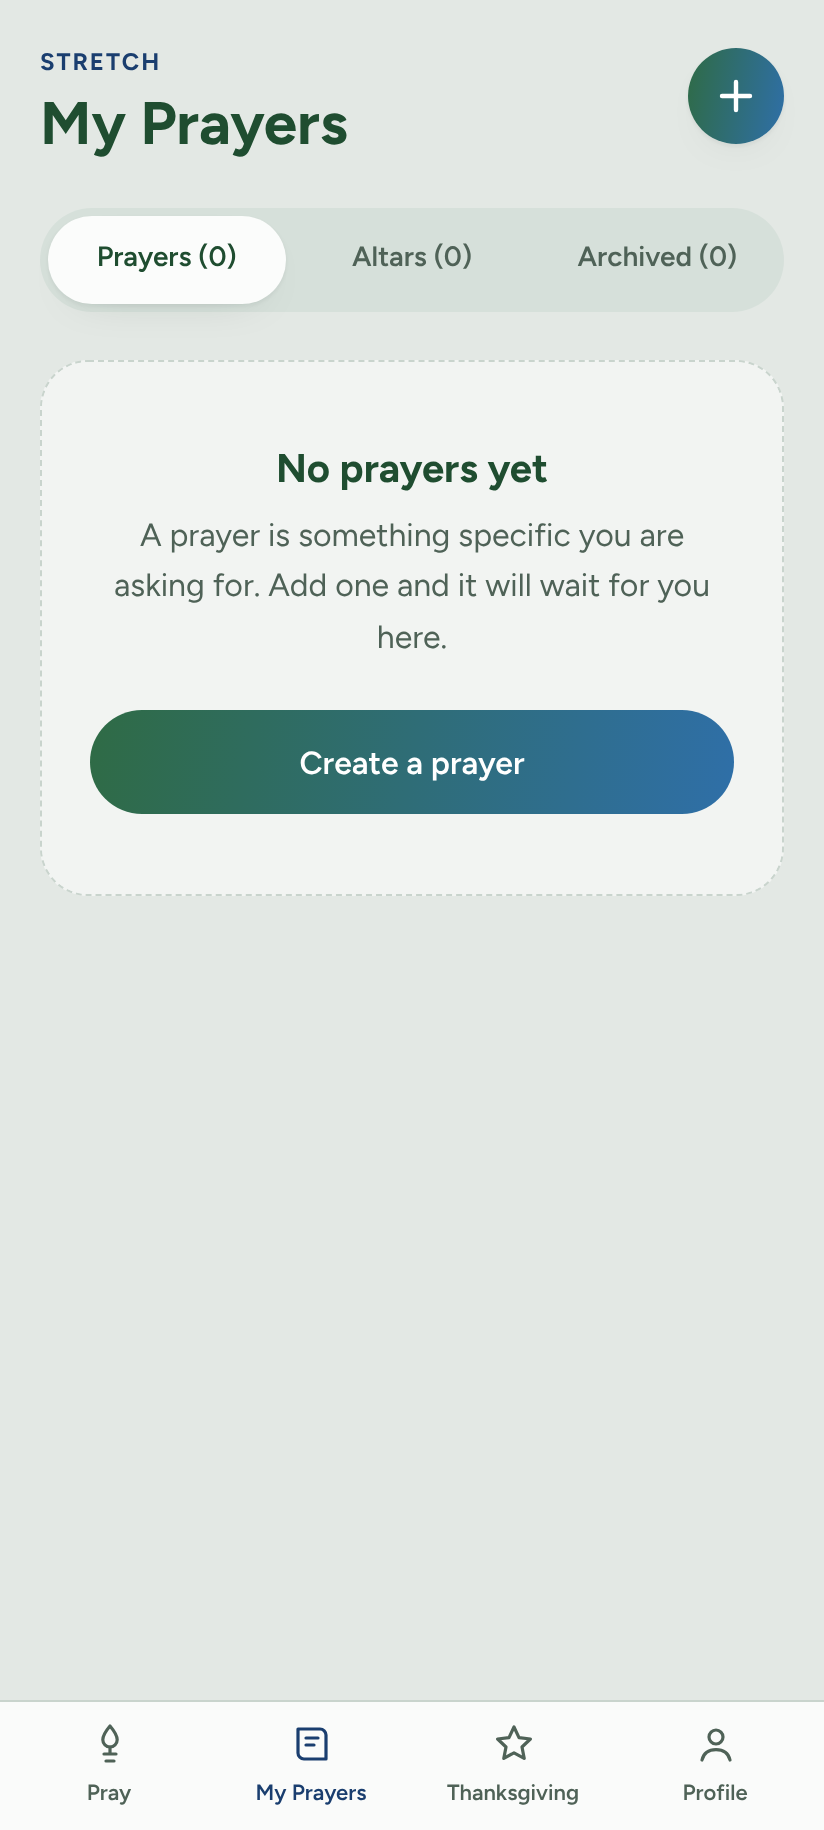 STRETCH
My Prayers
Prayers (0)
Altars (0)
Archived (0)
No prayers yet
A prayer is something specific you are
asking for. Add one and it will wait for you
here.
Create a prayer
Pray
My Prayers
Thanksgiving
Profile